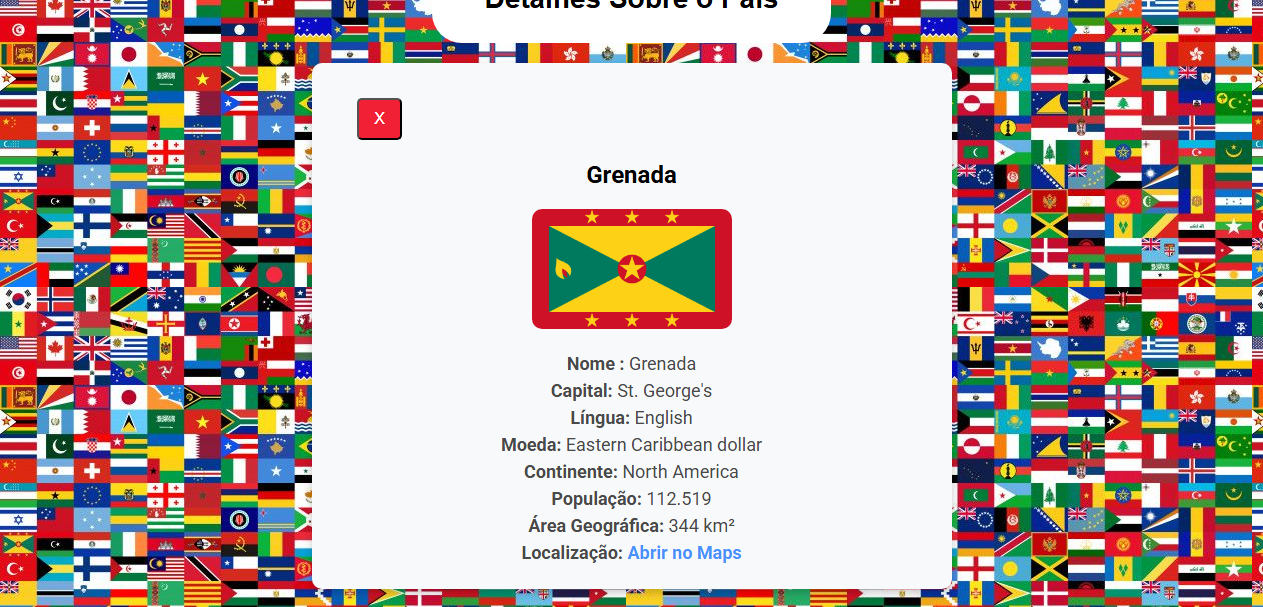 Detalhes Sobre o País
X
Grenada
Nome : Grenada
Capital: St. George's
Língua: English
Moeda: Eastern Caribbean dollar
Continente: North America
População: 112.519
Área Geográfica: 344 km²
Localização: Abrir no Maps